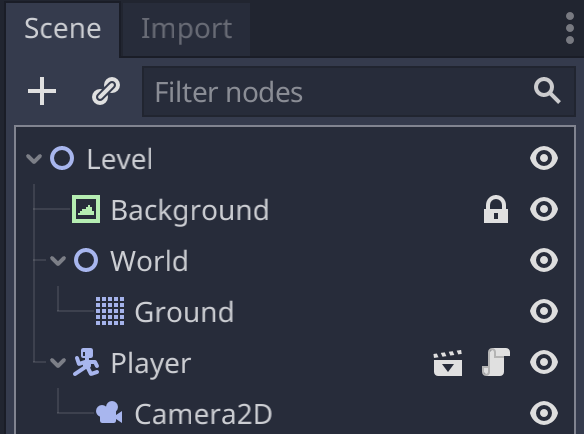 Scene Import
Filter nodes
Level
Background
World
Ground
Player
Camera2D